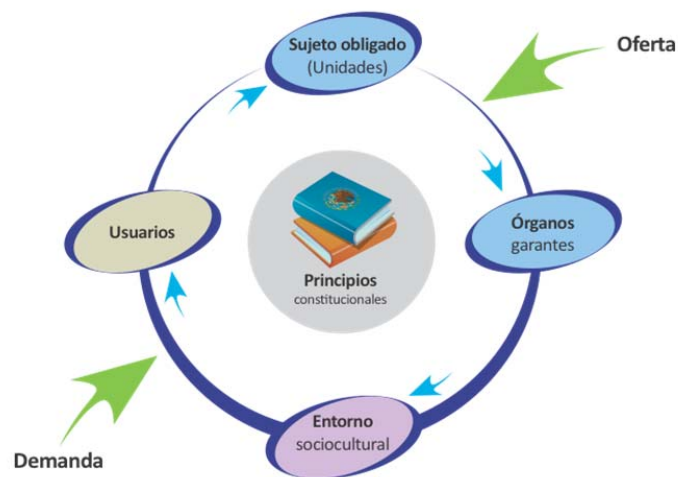 Sujeto obligado
(Unidades)
Oferta
Usuarios
Órganos
garantes
Principios
constitucionales
Entorno
sociocultural
Demanda